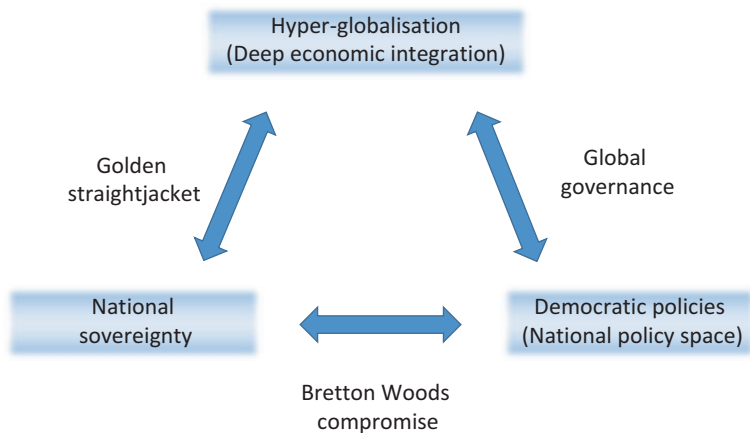 Hyper-globalisation
(Deep economic integration)
Golden
straightjacket
Global
governance
National
sovereignty
Democratic policies
(National policy space)
Bretton Woods
compromise